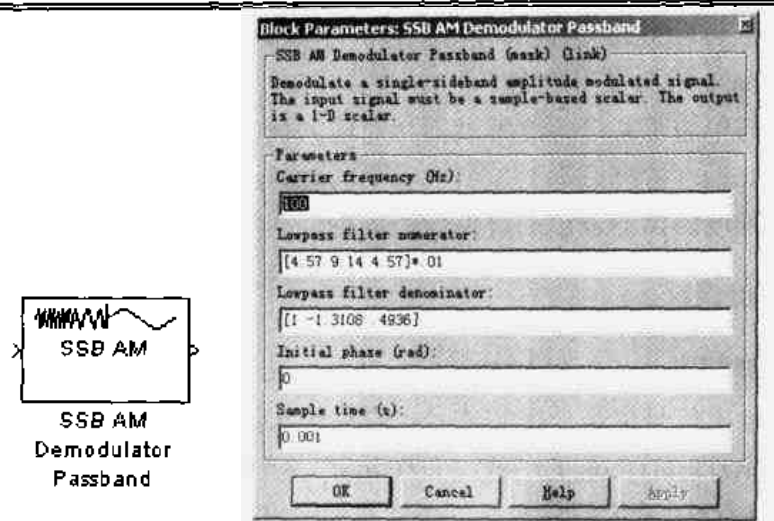 SSB AM
SSB AM
Demodulator
Passband
Block Parameters: SSB AM Demodulator Passband
SSB AM Demodulator Passband (mask) (link)
Demodulate a single-sideband amplitude modulated signal.
The input signal must be a sample-based scalar. The output
is a 1-D scalar.
Parameters
Carrier frequency (Hz):
100
Lowpass filter numerator:
[4 57 9 14 4 57]* 01
Lowpass filter denominator:
[1 -1 3108 4936]
Initial phase (rad):
0
Sample time (s):
0.001
OK
Cancel
Help
Apply